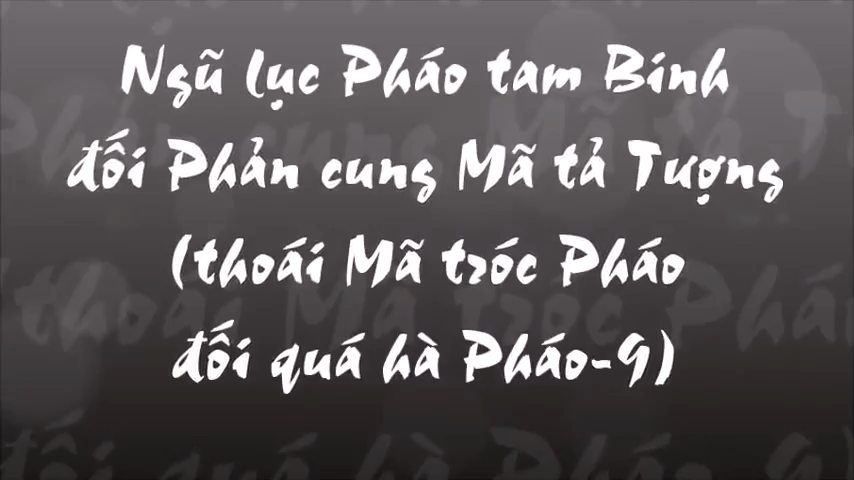 Ngũ lục Pháo tam Binh
đối Phản cung Mã tả Tượng
(thoái Mã tróc Pháo
đối quá hà Pháo-9)